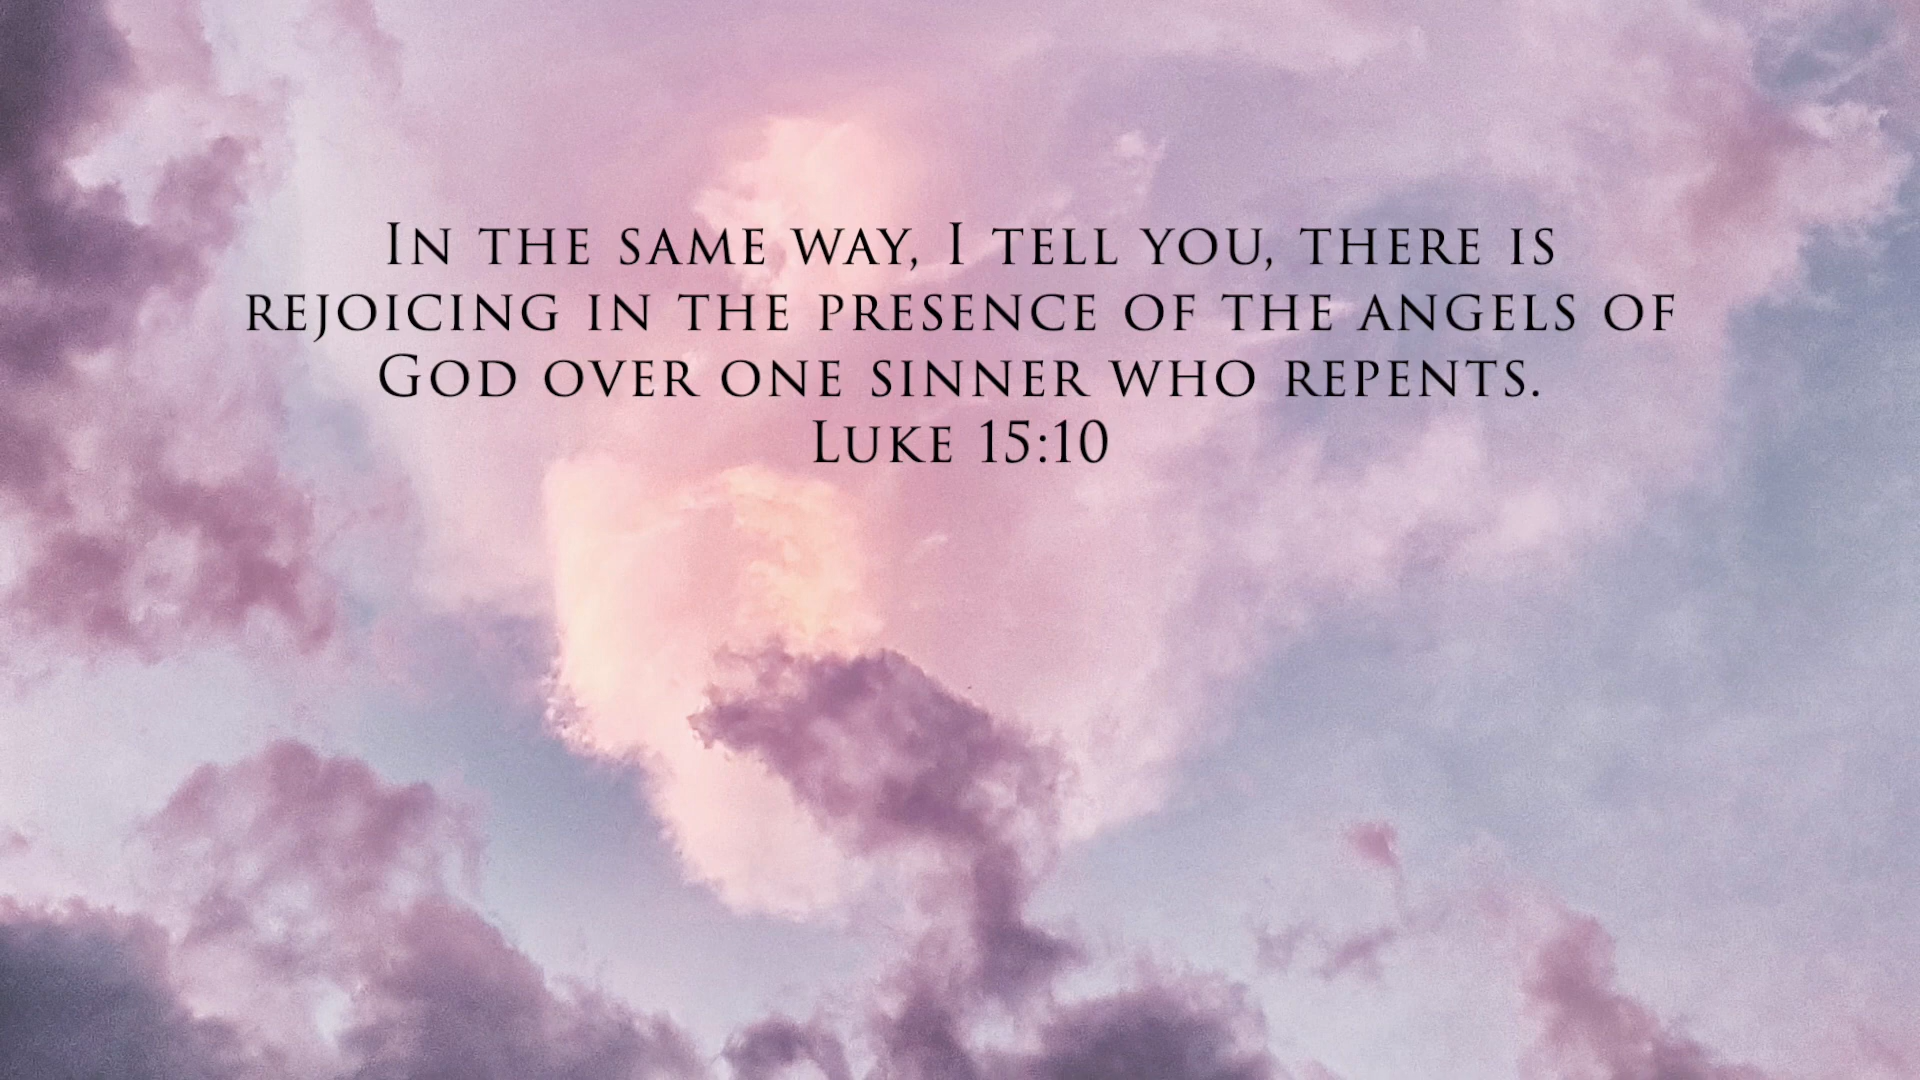 In the same way, I tell you, there is
rejoicing in the presence of the angels of
God over one sinner who repents.
Luke 15:10